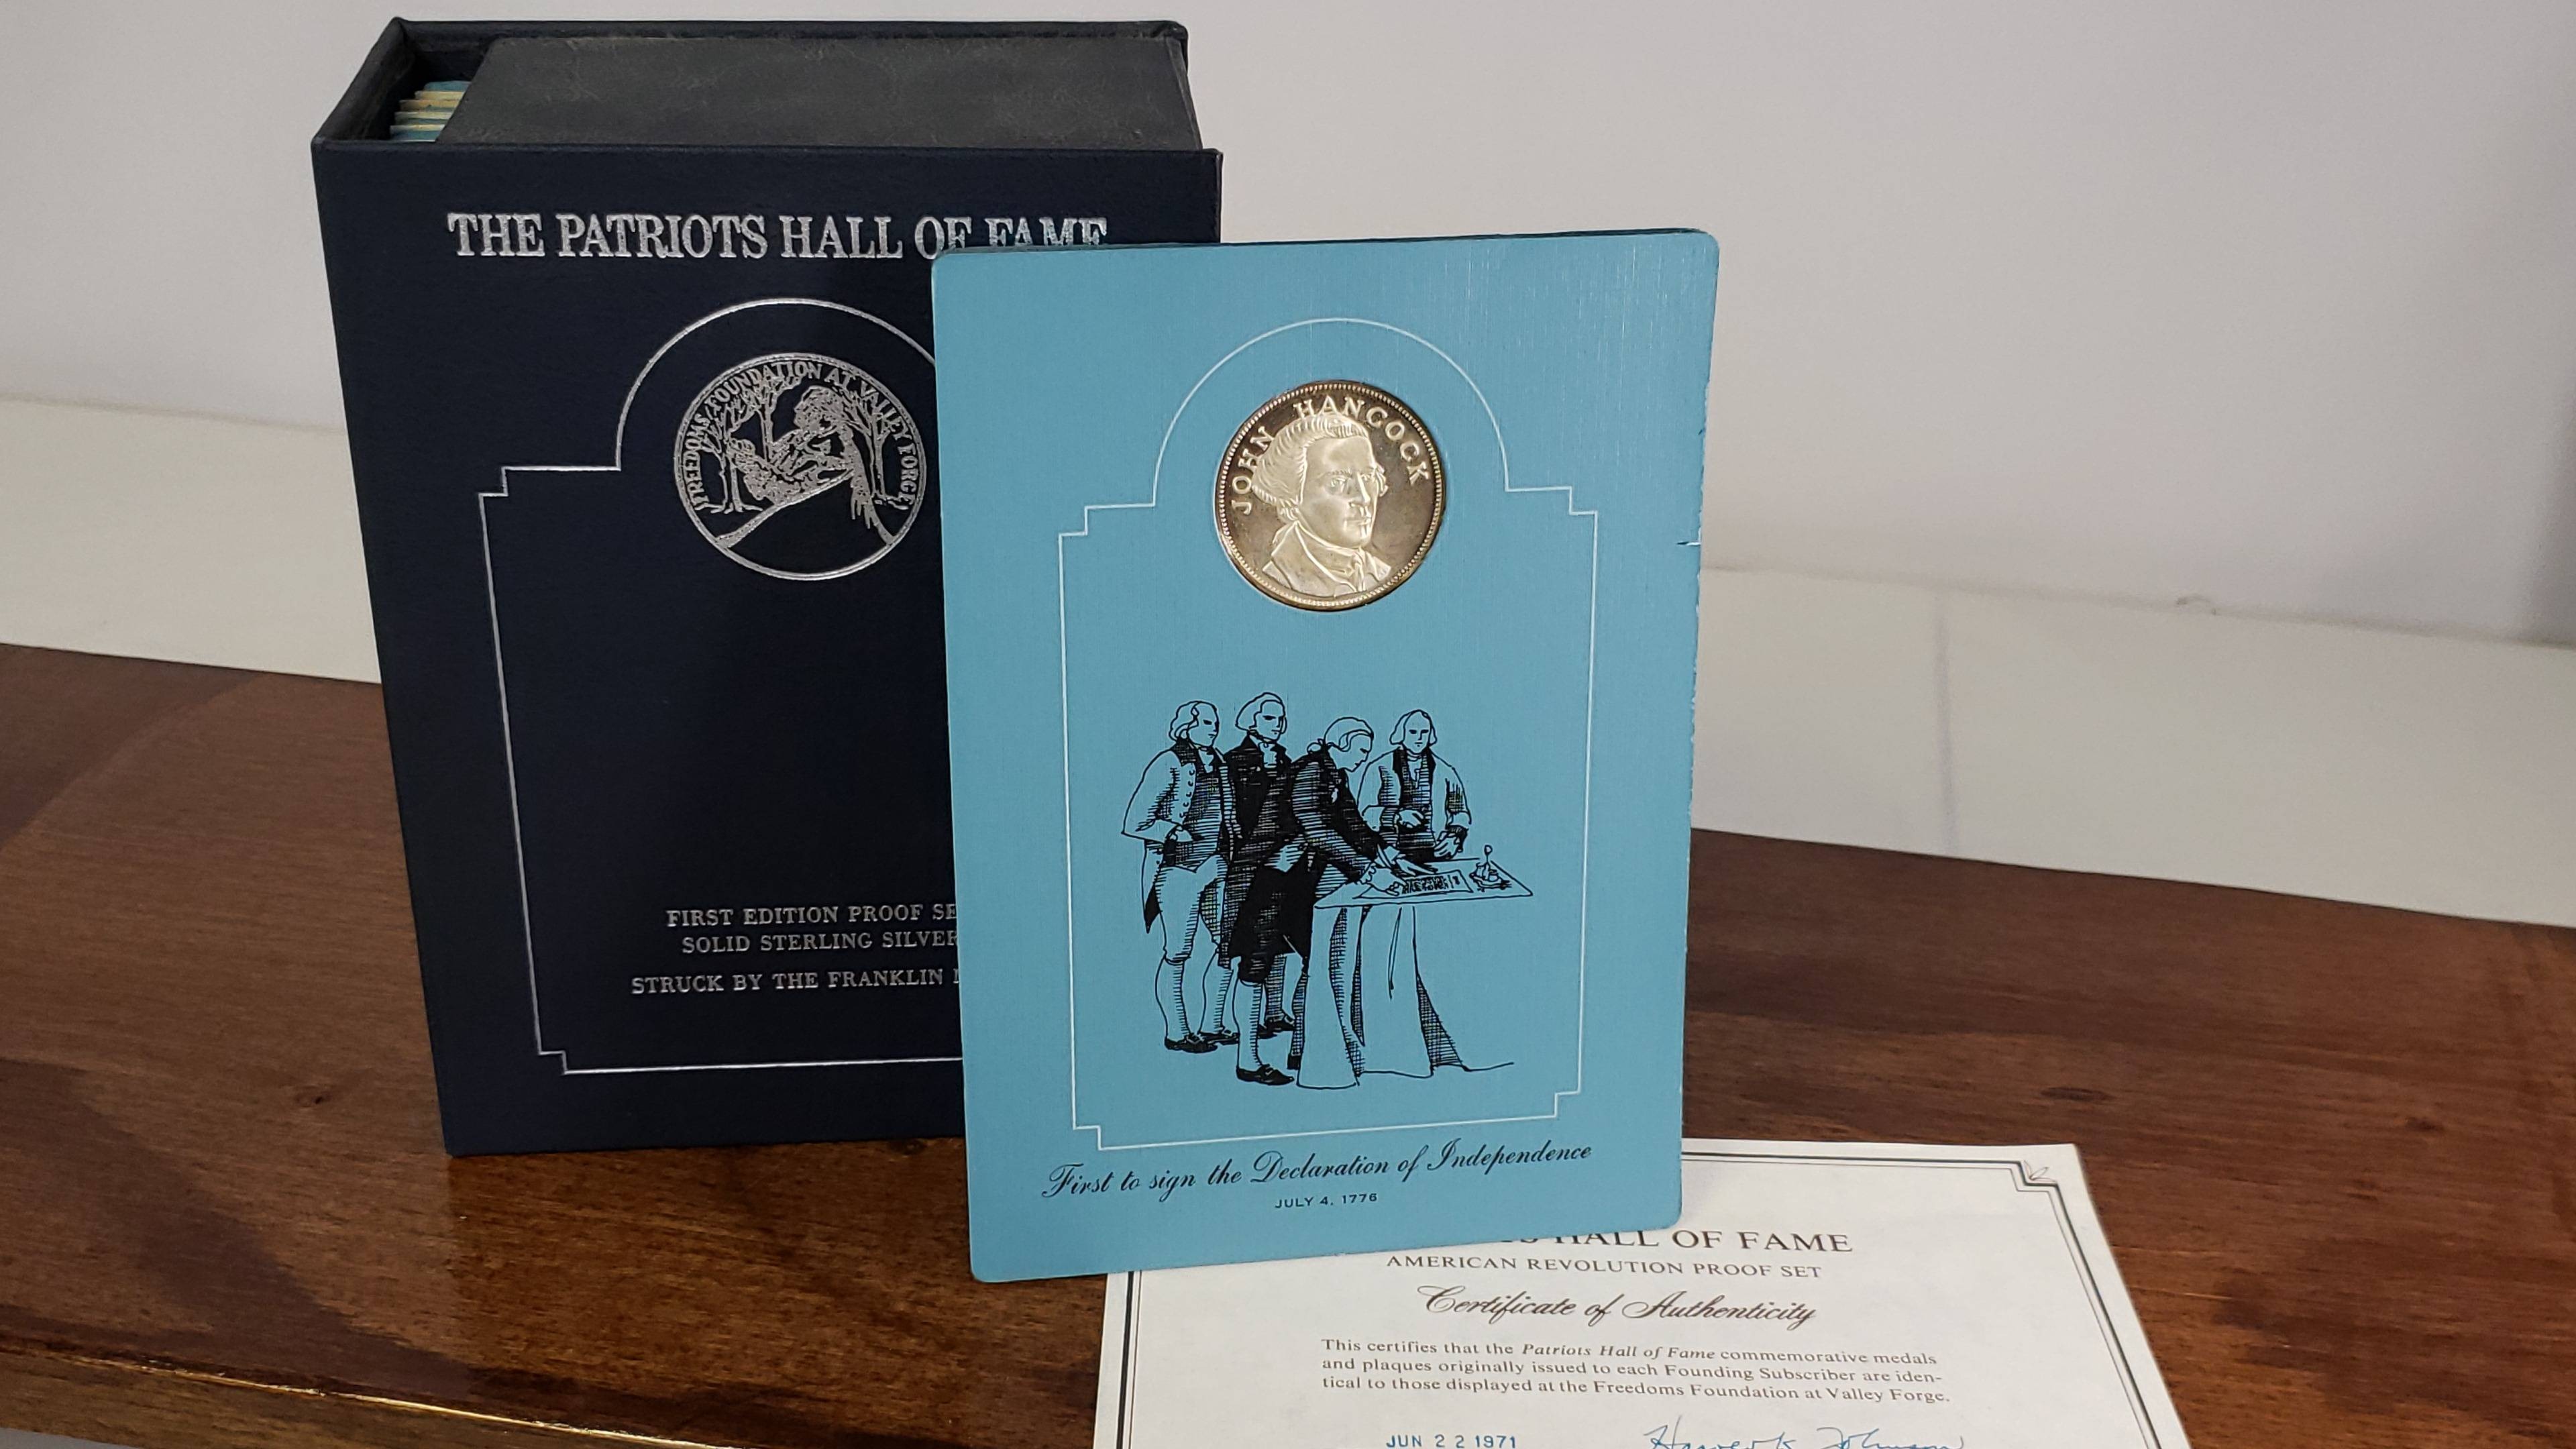 THE PATRIOTS HALL OF FAME
FREEDOMS FOUNDATION AT VALLEY FORGE
FIRST EDITION PROOF
SOLID STERLING SILVER
STRUCK BY THE FRANKLIN
JOHN HANCOCK
First to sign the Declaration of Independence
JULY 4, 1776
HALL OF FAME
AMERICAN REVOLUTION PROOF SET
Certificate of Authenticity
This certifies that the Patriots Hall of Fame commemorative medals
and plaques originally issued to each Founding Subscriber are iden-
tical to those displayed at the Freedoms Foundation at Valley Forge.
JUN 22 1971